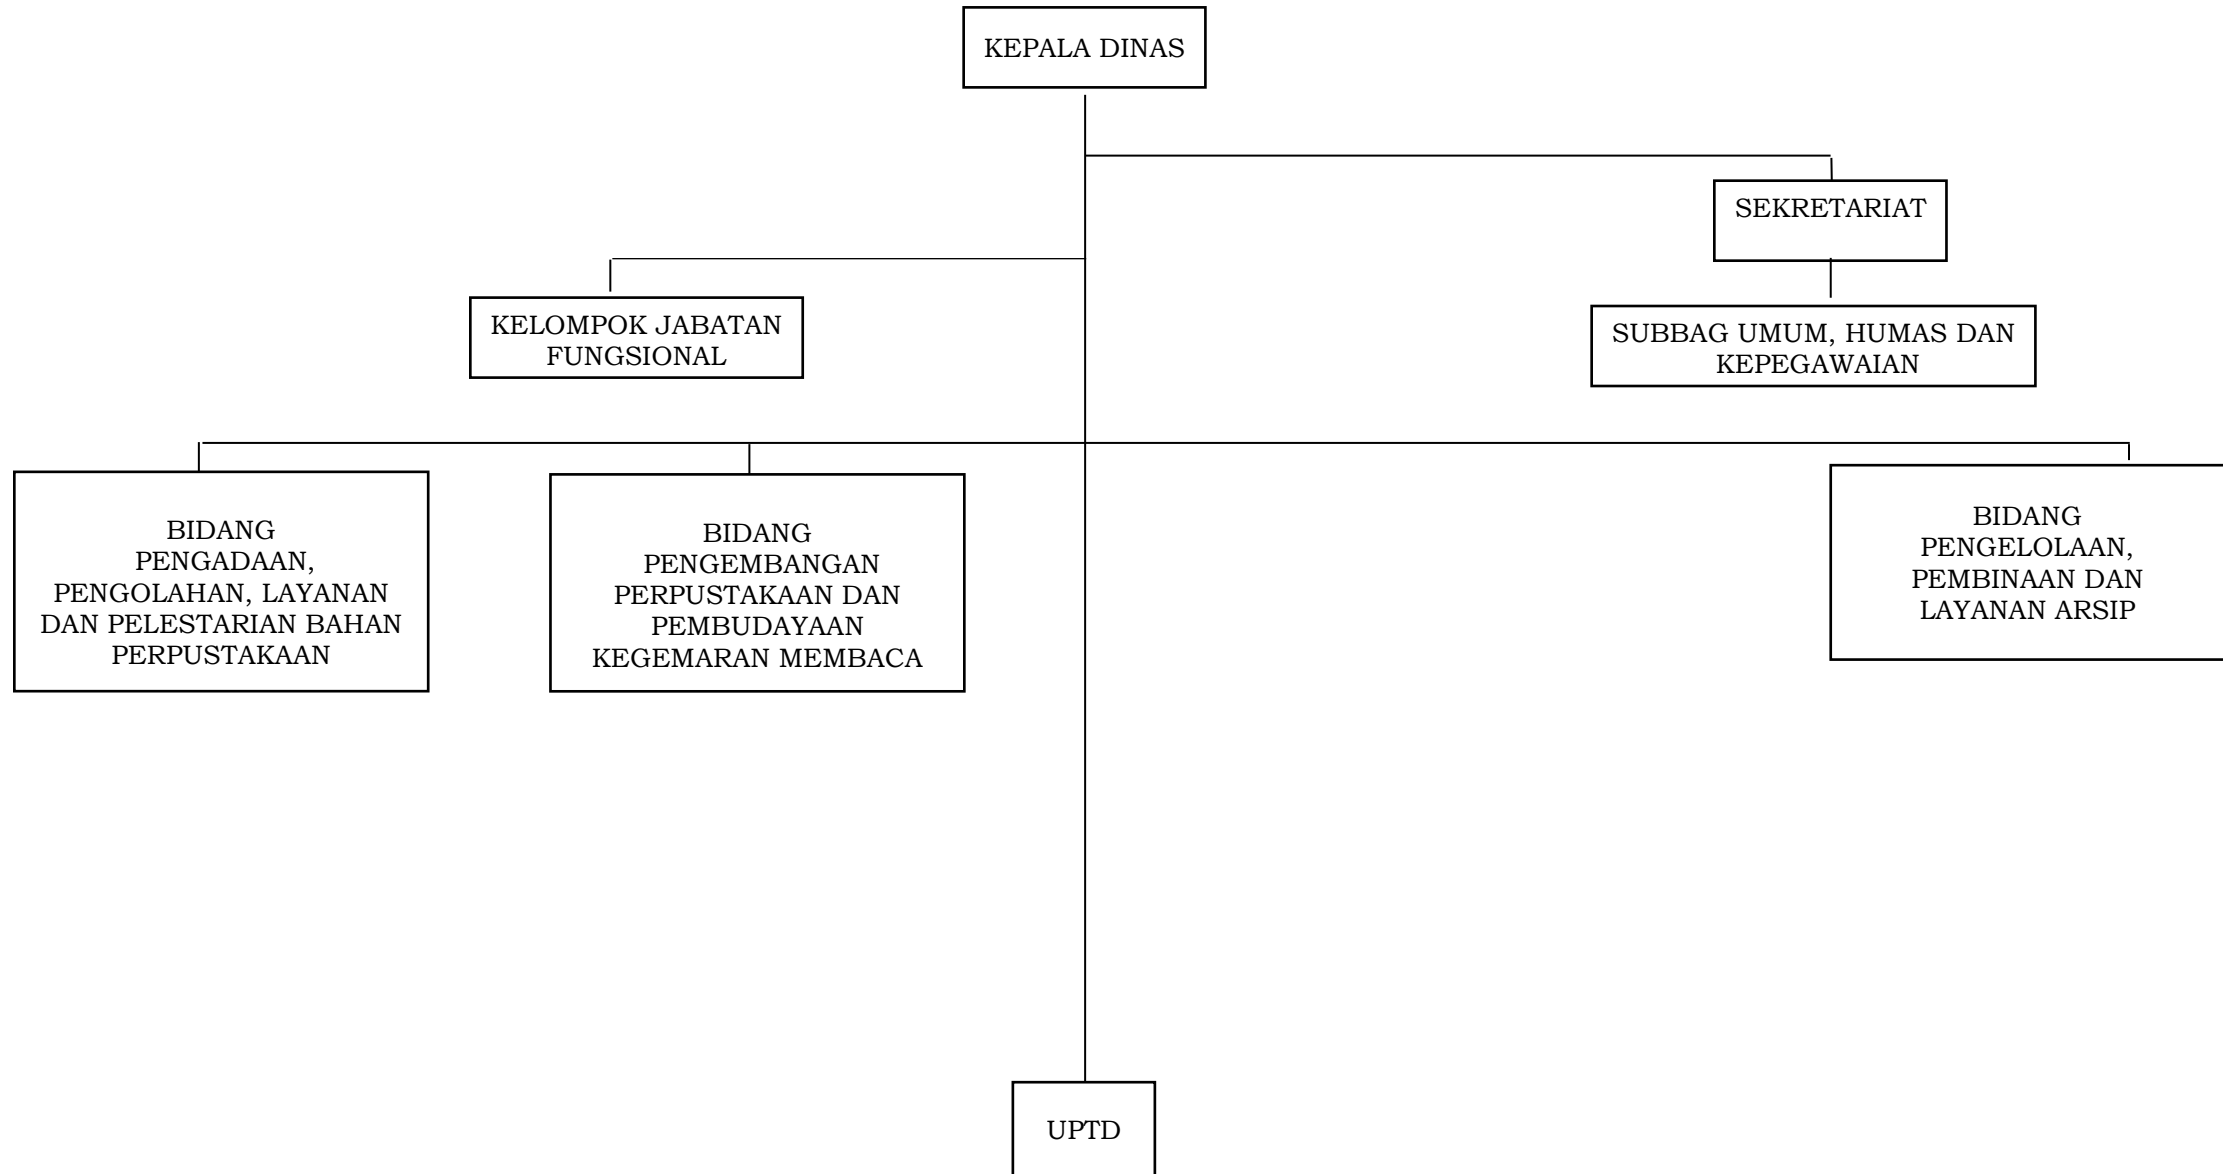 KEPALA DINAS
SEKRETARIAT
KELOMPOK JABATAN
FUNGSIONAL
SUBBAG UMUM, HUMAS DAN
KEPEGAWAIAN
BIDANG
PENGADAAN,
PENGOLAHAN, LAYANAN
DAN PELESTARIAN BAHAN
PERPUSTAKAAN
BIDANG
PENGEMBANGAN
PERPUSTAKAAN DAN
PEMBUDAYAAN
KEGEMARAN MEMBACA
BIDANG
PENGELOLAAN,
PEMBINAAN DAN
LAYANAN ARSIP
UPTD